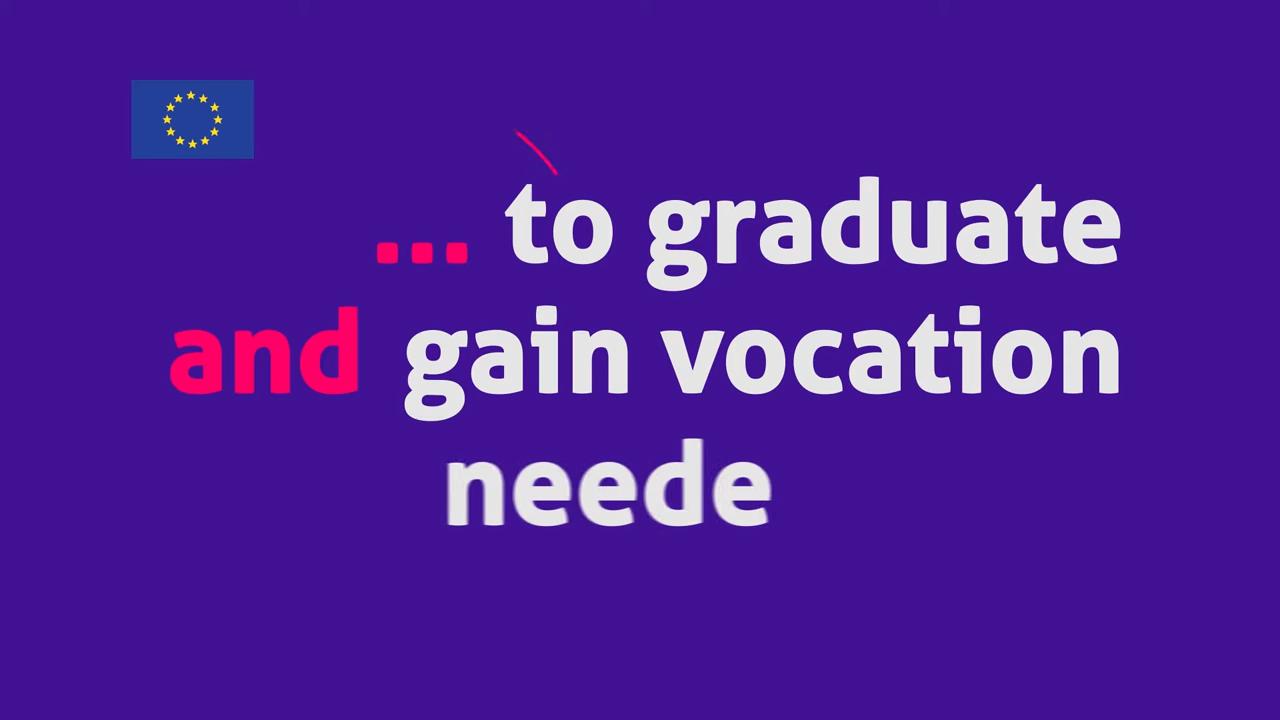 ... to graduate
and gain vocation
neede